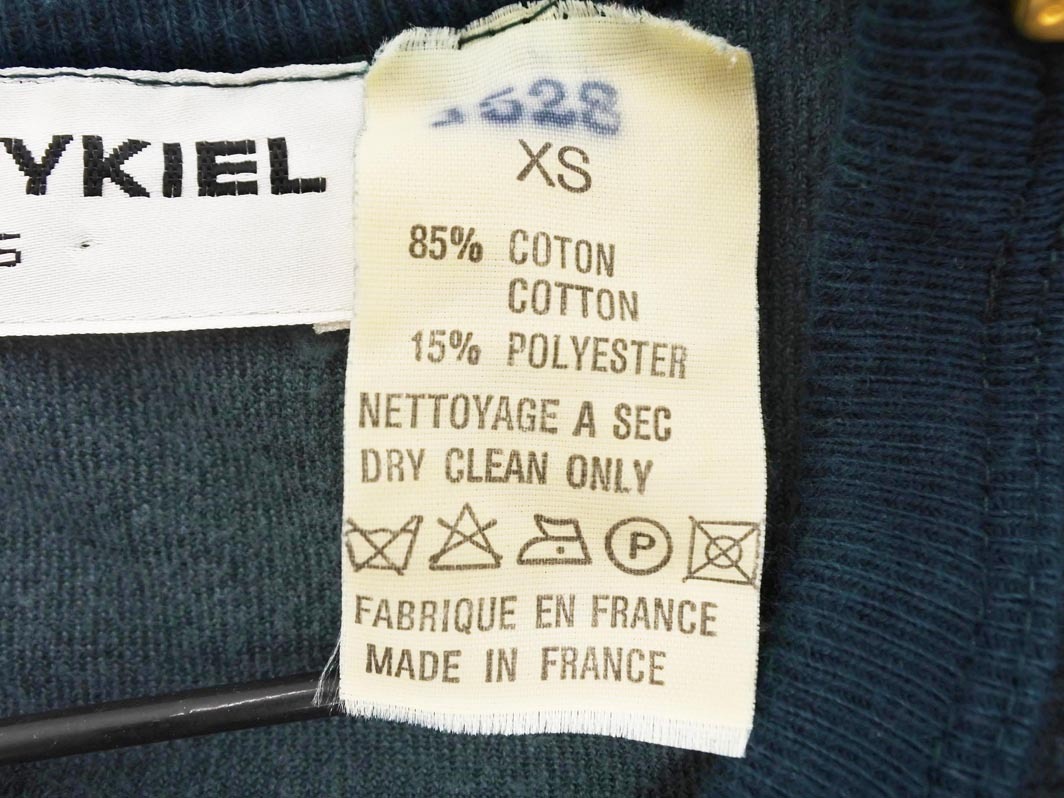 YKIEL
528
XS
85% COTON
COTTON
15% POLYESTER
NETTOYAGE A SEC
DRY CLEAN ONLY
P
FABRIQUE EN FRANCE
MADE IN FRANCE